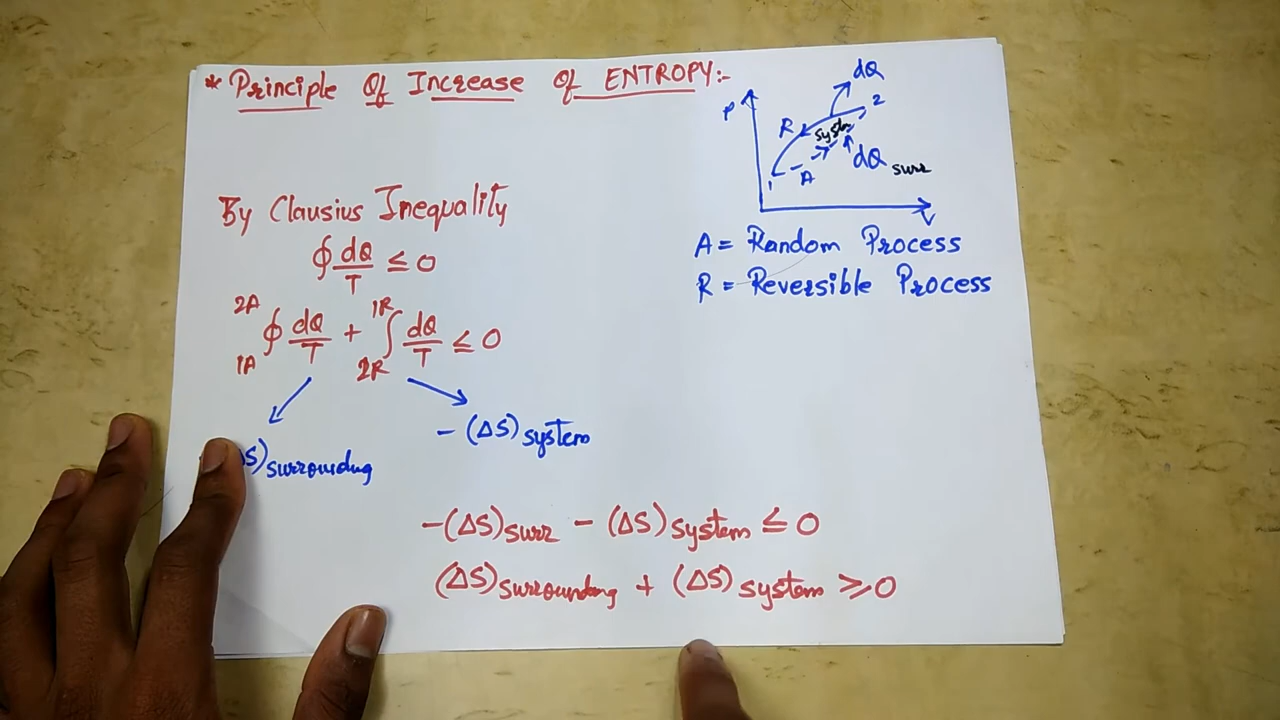 * Principle Of Increase Of ENTROPY:-
P
dQ
2
R
System
dQ surr
1
A
V
A = Random Process
R = Reversible Process
By Clausius Inequality
∮ dQ/T ≤ 0
2A 1A ∮ dQ/T + 1R 2R ∫ dQ/T ≤ 0
S) surrounding
- (ΔS) system
-(ΔS) surr - (ΔS) system ≤ 0
(ΔS) surrounding + (ΔS) system ≥ 0